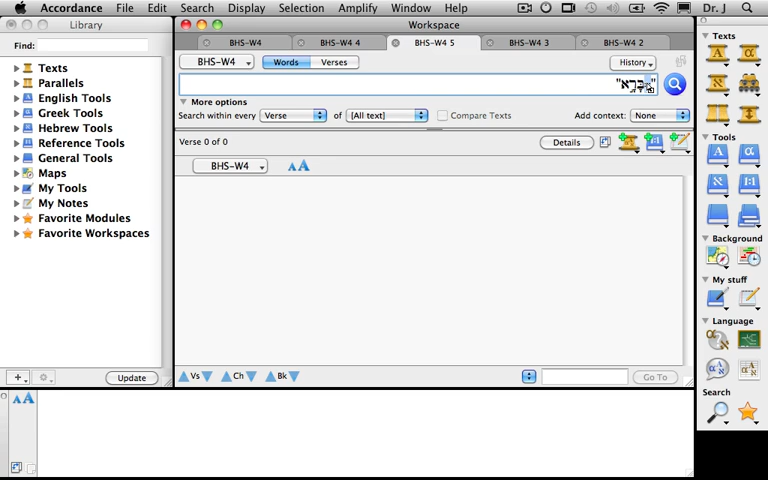 Accordance File Edit Search Display Selection Amplify Window Help Dr. J
Library
Find:
Texts
Parallels
English Tools
Greek Tools
Hebrew Tools
Reference Tools
General Tools
Maps
My Tools
My Notes
Favorite Modules
Favorite Workspaces
Update
Workspace
BHS-W4
BHS-W4 4
BHS-W4 5
BHS-W4 3
BHS-W4 2
BHS-W4 Words Verses History
More options
Search within every Verse of [All text] Compare Texts Add context: None
Verse 0 of 0 Details
BHS-W4
Vs Ch Bk Go To
Texts
Tools
Background
My stuff
Language
Search